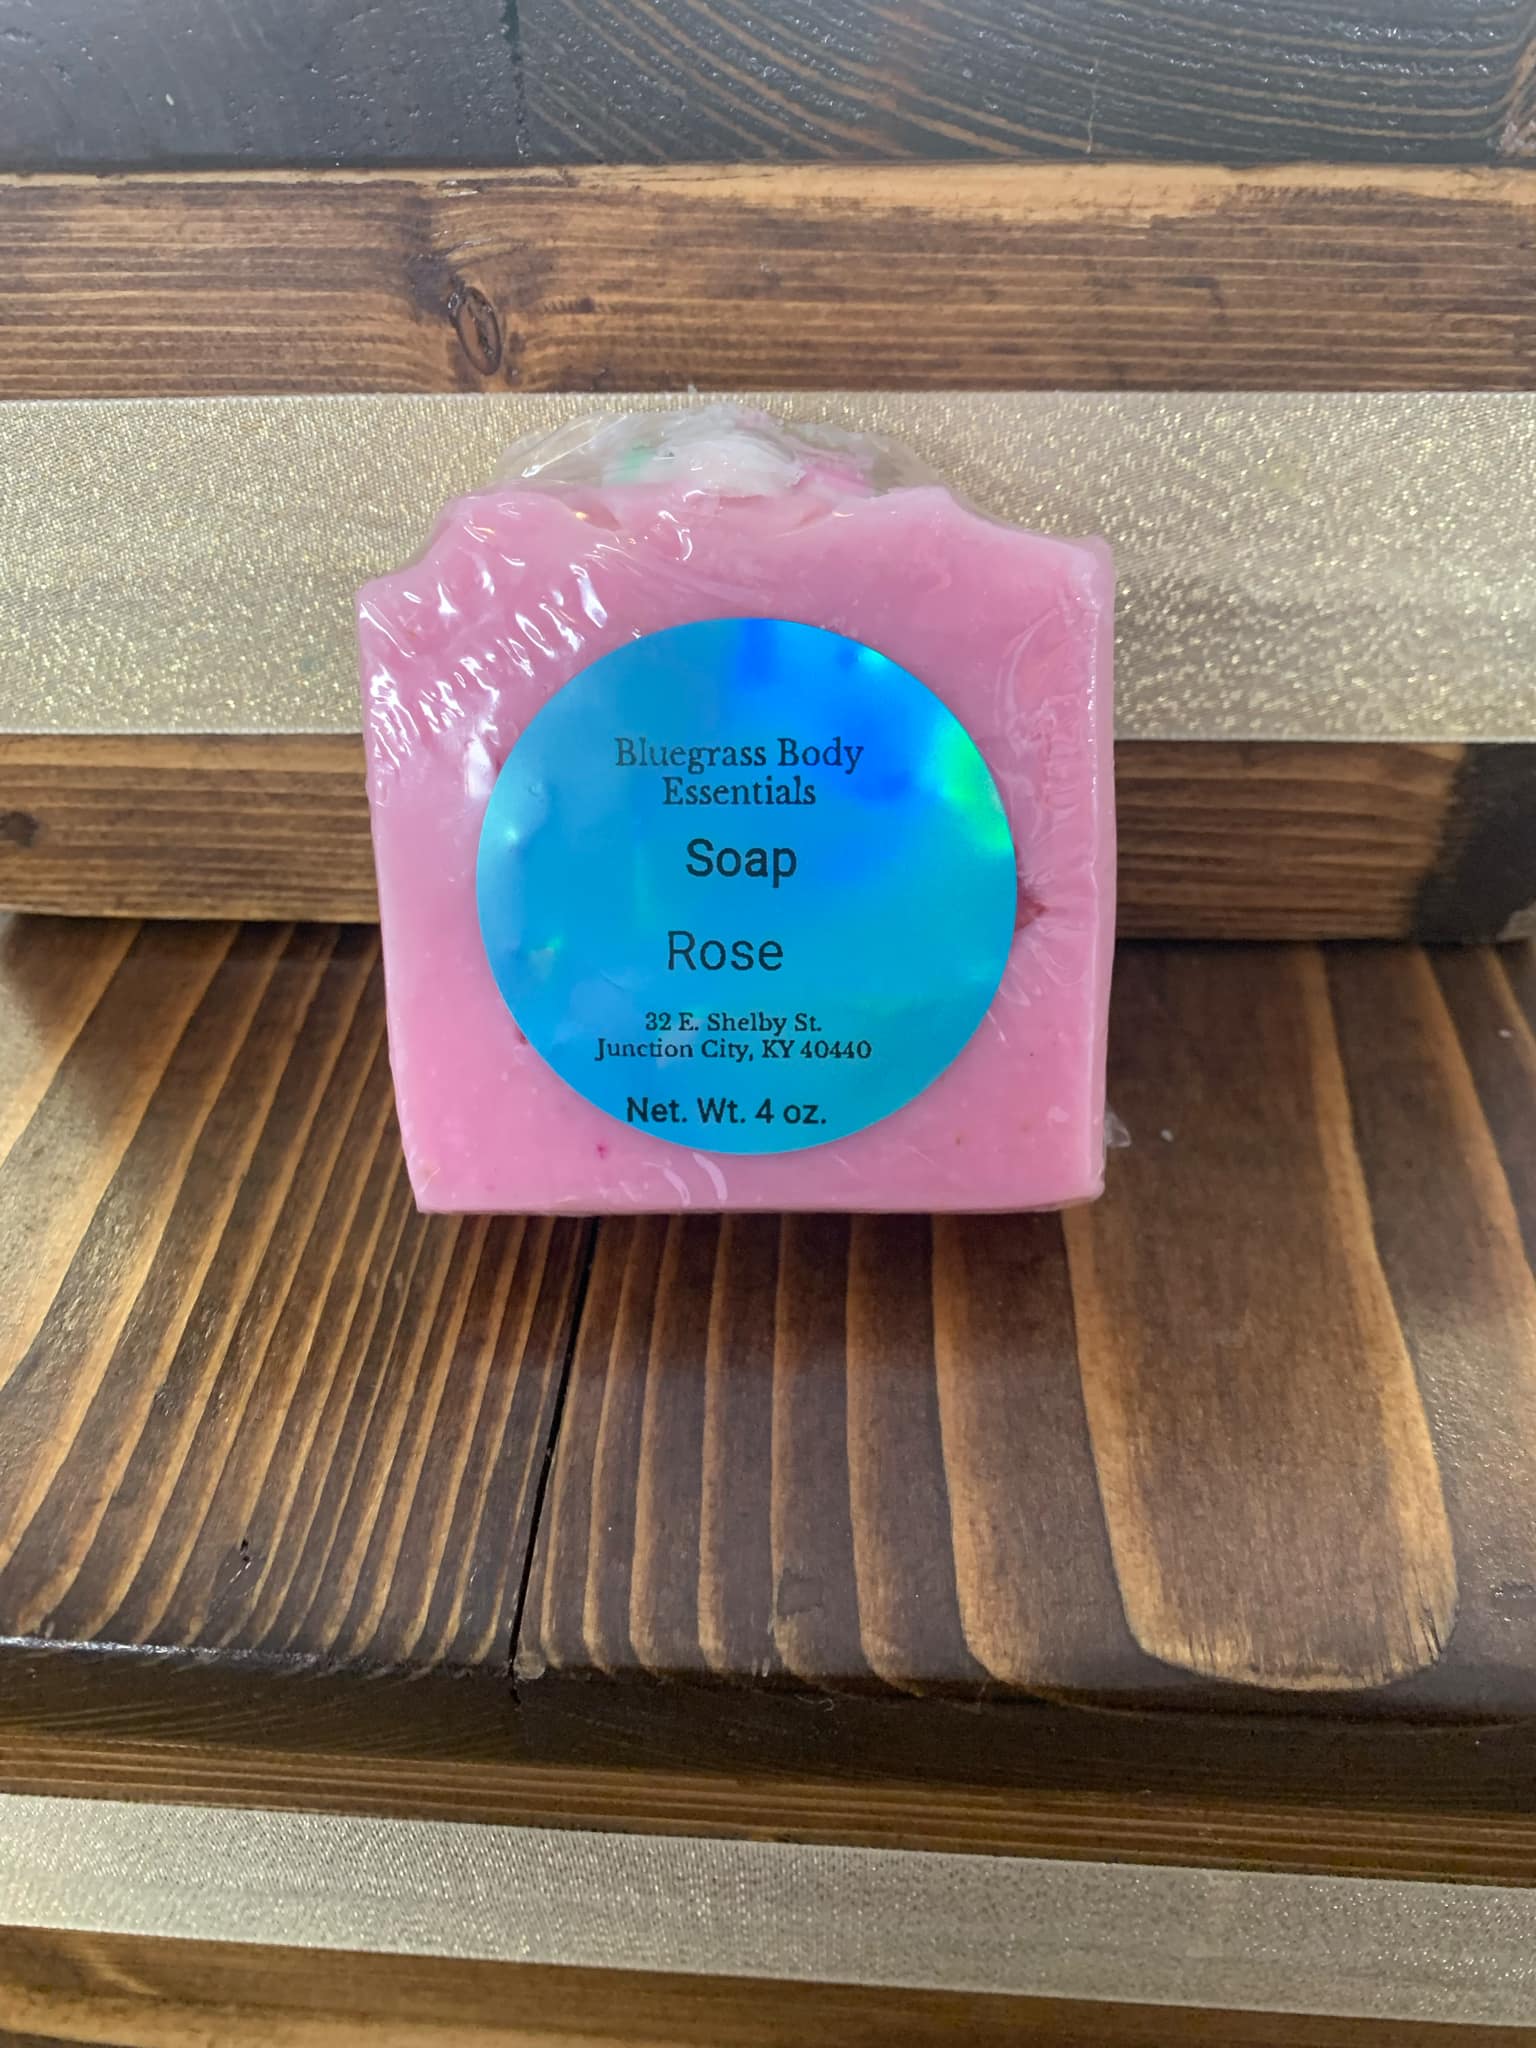 Bluegrass Body
Essentials
Soap
Rose
32 E. Shelby St.
Junction City, KY 40440
Net. Wt. 4 oz.